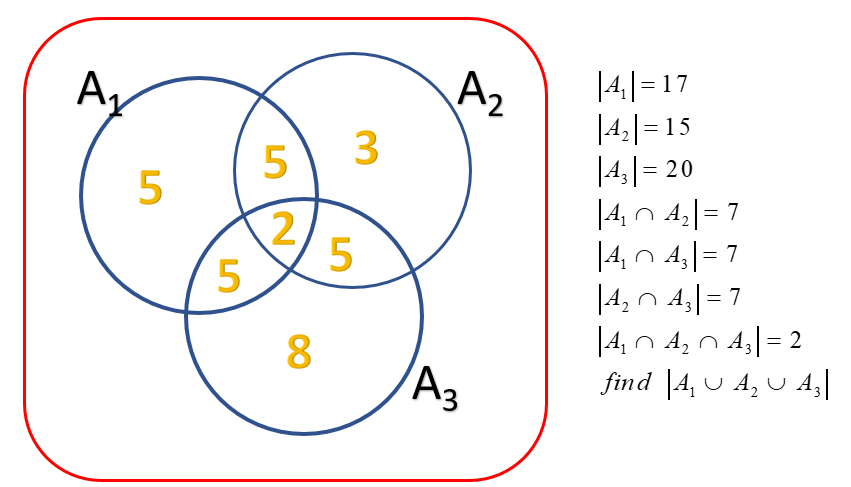 A₁
A₂
5
5
3
2
5
5
8
A₃
|A₁| = 17
|A₂| = 15
|A₃| = 20
|A₁ ∩ A₂| = 7
|A₁ ∩ A₃| = 7
|A₂ ∩ A₃| = 7
|A₁ ∩ A₂ ∩ A₃| = 2
find |A₁ ∪ A₂ ∪ A₃|